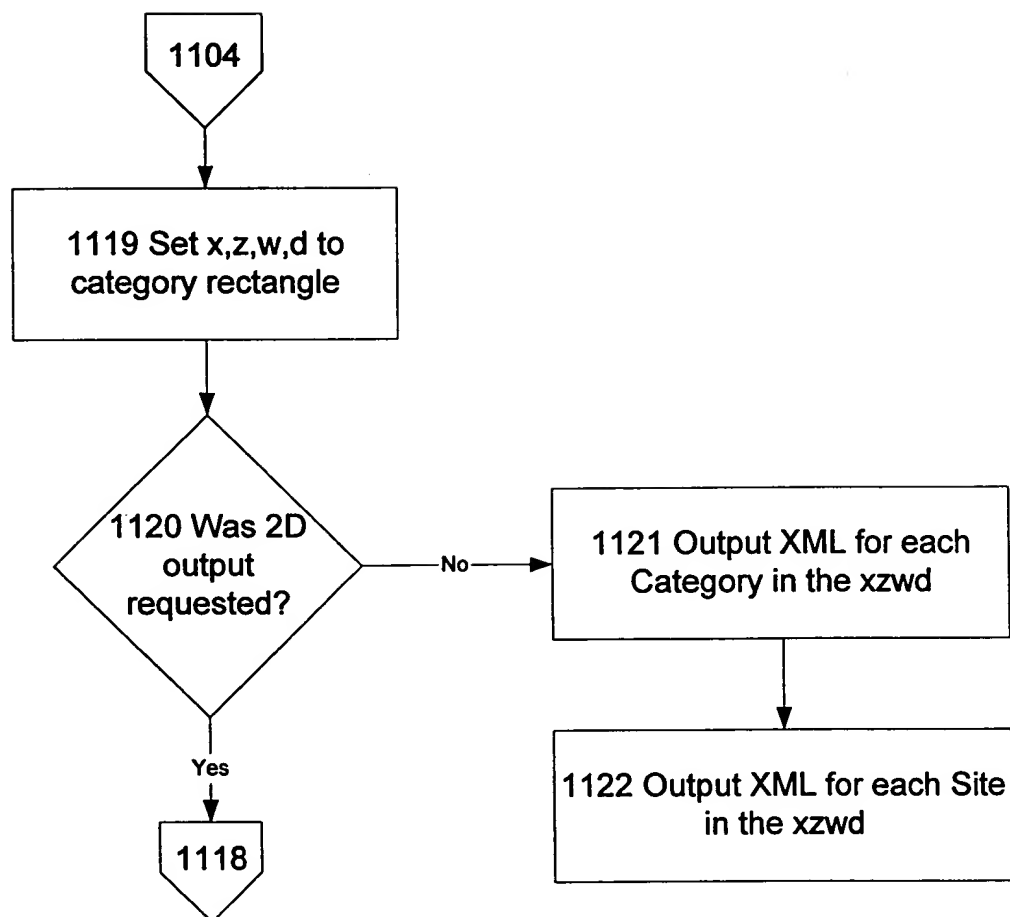 1104
1119 Set x,z,w,d to
category rectangle
1120 Was 2D
output
requested?
No
1121 Output XML for each
Category in the xzwd
Yes
1122 Output XML for each Site
in the xzwd
1118